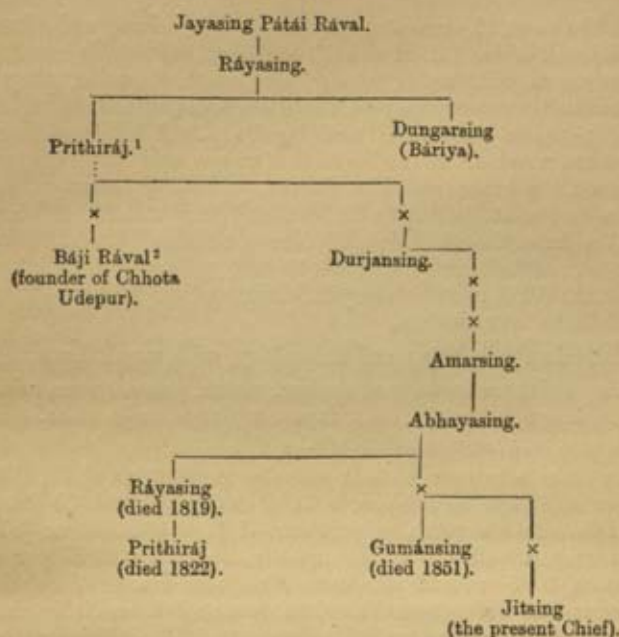 Jayasing Pátái Rával.
Ráyasing.
Prithiráj.¹
Dungarsing
(Báriya).
×
×
Báji Rával²
(founder of Chhota
Udepur).
Durjansing.
×
×
Amarsing.
Abhayasing.
Ráyasing
(died 1819).
×
Prithiráj
(died 1822).
Gumánsing
(died 1851).
×
Jitsing
(the present Chief).